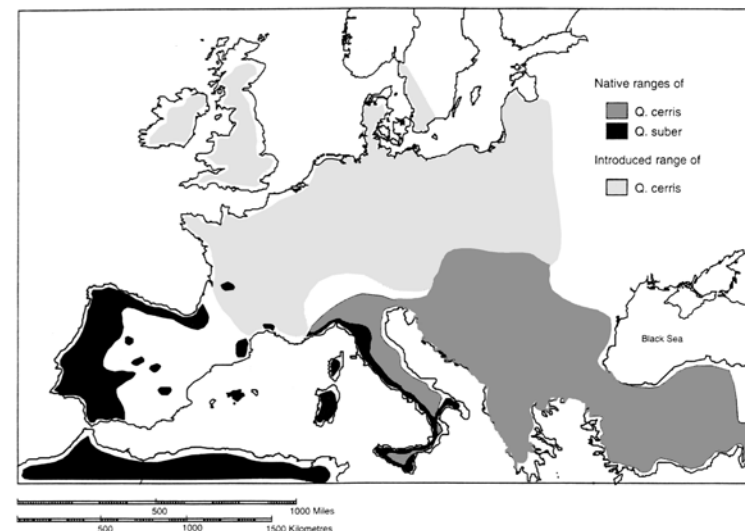 Native ranges of
Q. cerris
Q. suber
Introduced range of
Q. cerris
Black Sea
500 1000 Miles
500 1000 1500 Kilometres